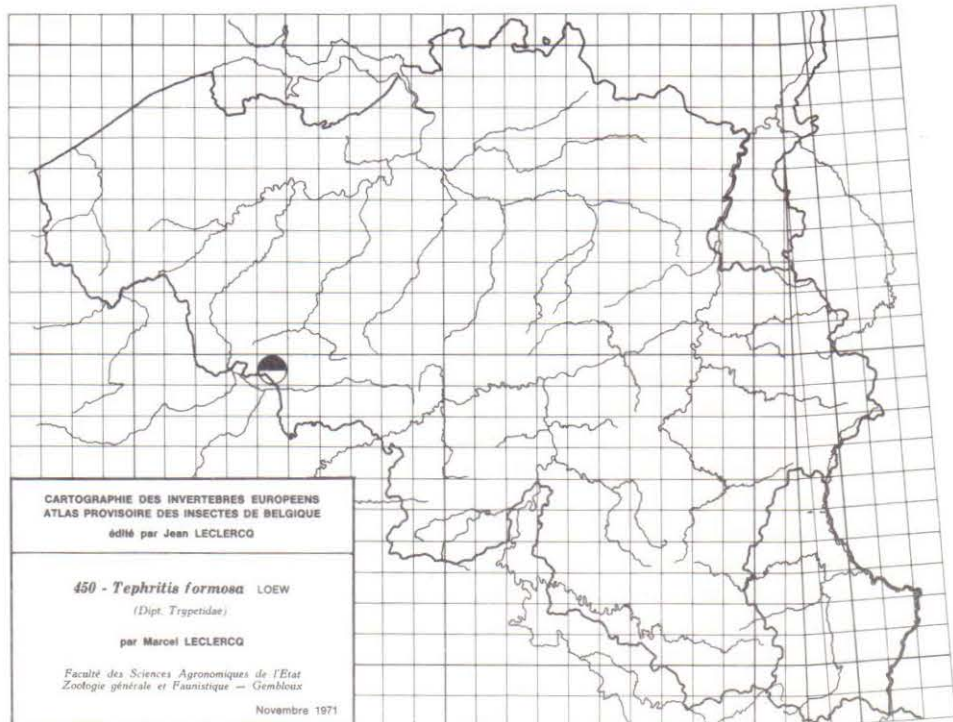 CARTOGRAPHIE DES INVERTEBRES EUROPEENS
ATLAS PROVISOIRE DES INSECTES DE BELGIQUE
édité par Jean LECLERCQ
450 - Tephritis formosa LOEW
(Dipt. Trypetidae)
par Marcel LECLERCQ
Faculté des Sciences Agronomiques de l'Etat
Zoologie générale et Faunistique — Gembloux
Novembre 1971